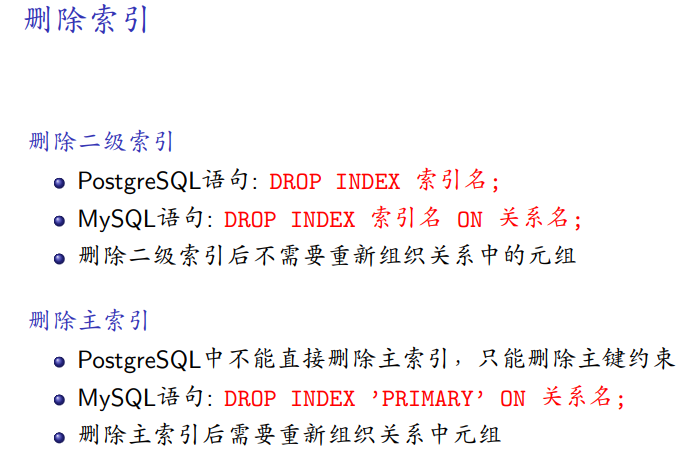 删除索引
删除二级索引
PostgreSQL语句: DROP INDEX 索引名;
MySQL语句: DROP INDEX 索引名 ON 关系名;
删除二级索引后不需要重新组织关系中的元组
删除主索引
PostgreSQL中不能直接删除主索引，只能删除主键约束
MySQL语句: DROP INDEX ’PRIMARY’ ON 关系名;
删除主索引后需要重新组织关系中元组